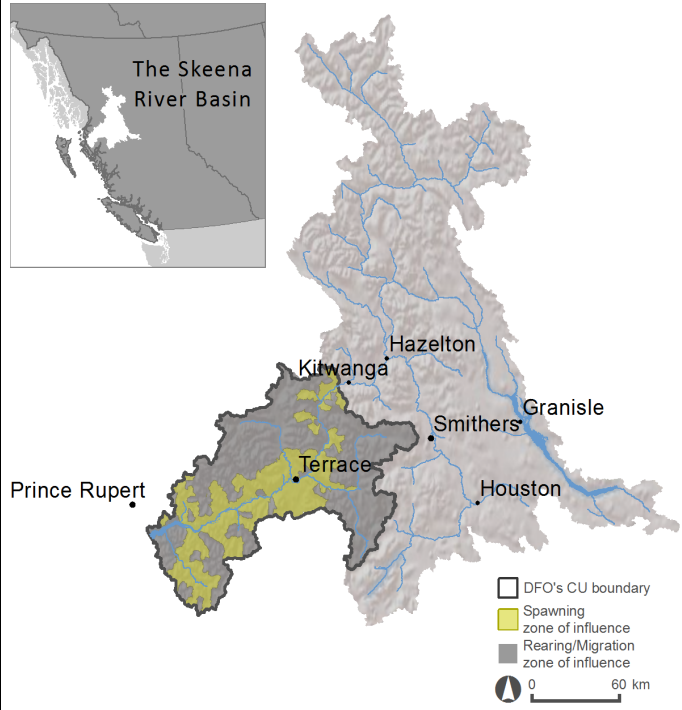 The Skeena
River Basin
Hazelton
Kitwanga
Granisle
Smithers
Terrace
Prince Rupert
Houston
DFO's CU boundary
Spawning
zone of influence
Rearing/Migration
zone of influence
0 60 km